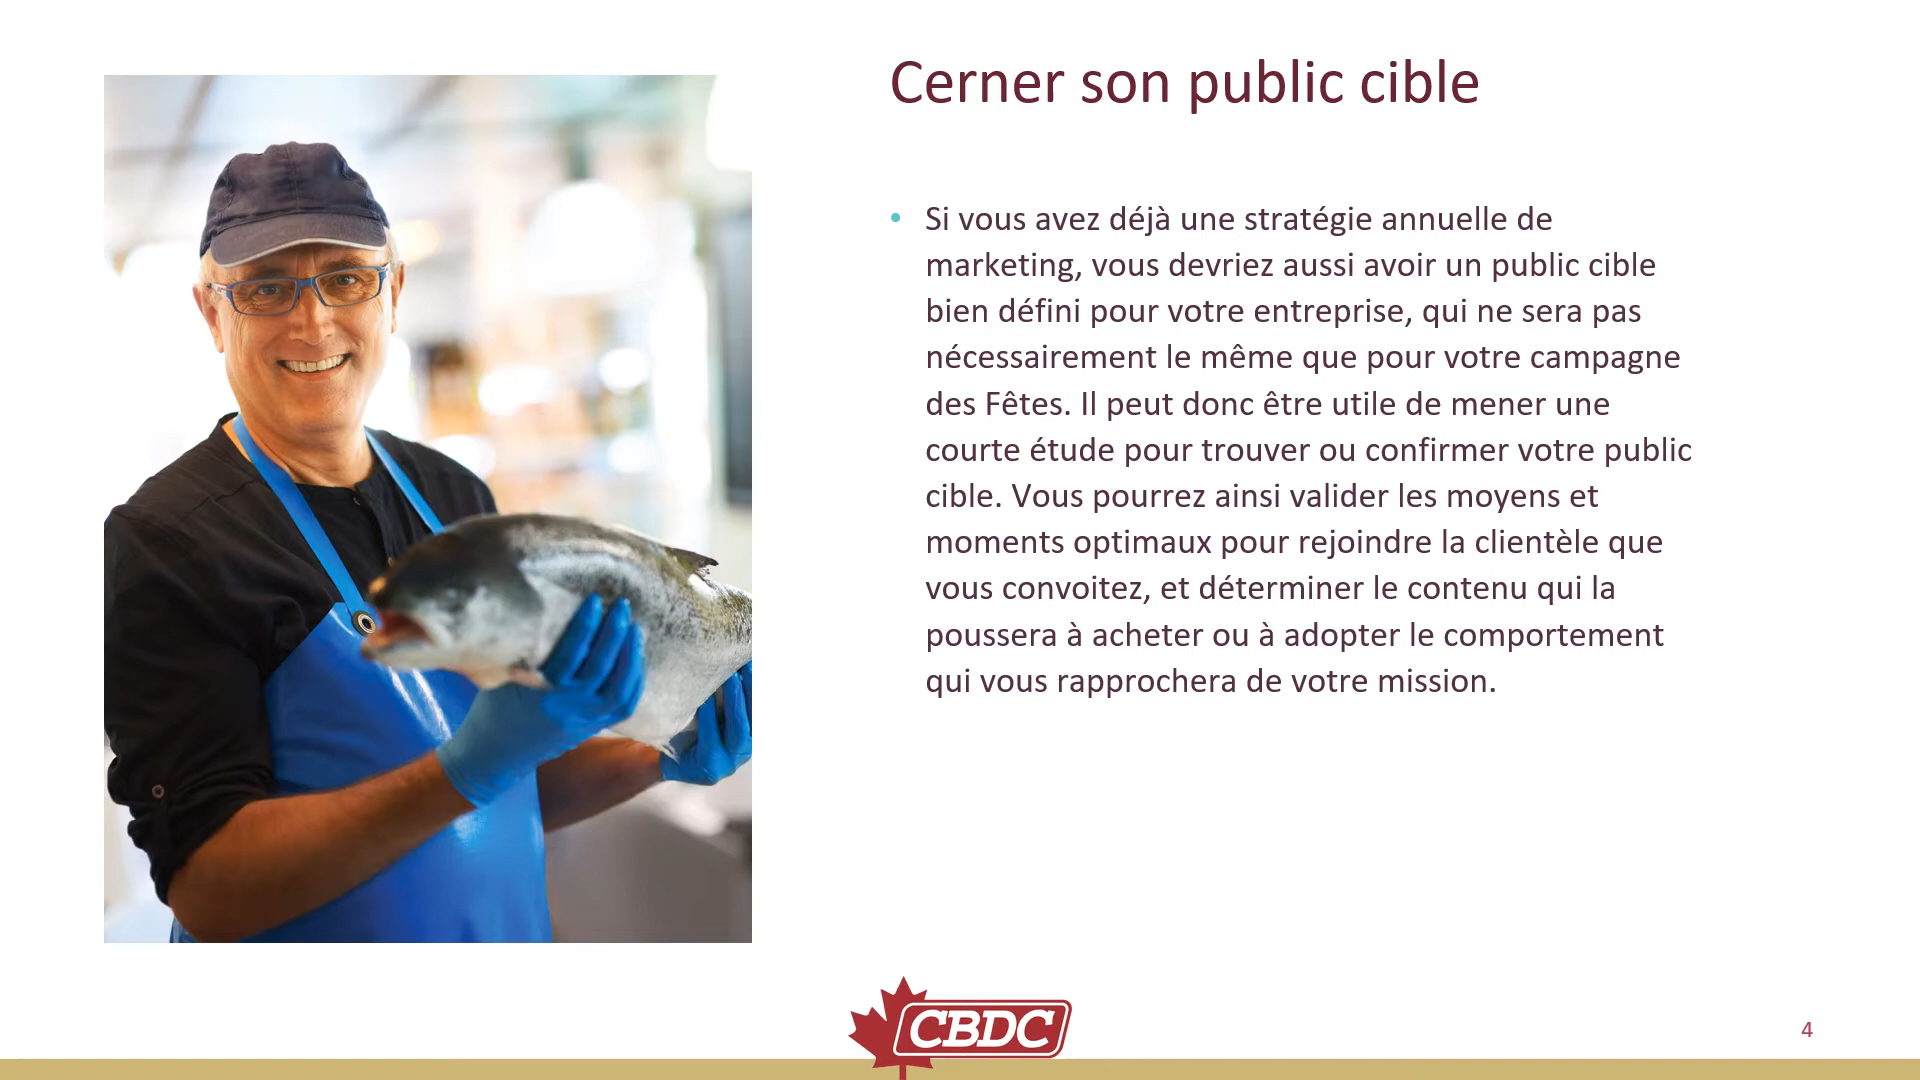 Cerner son public cible
• Si vous avez déjà une stratégie annuelle de
marketing, vous devriez aussi avoir un public cible
bien défini pour votre entreprise, qui ne sera pas
nécessairement le même que pour votre campagne
des Fêtes. Il peut donc être utile de mener une
courte étude pour trouver ou confirmer votre public
cible. Vous pourrez ainsi valider les moyens et
moments optimaux pour rejoindre la clientèle que
vous convoitez, et déterminer le contenu qui la
poussera à acheter ou à adopter le comportement
qui vous rapprochera de votre mission.
CBDC
4